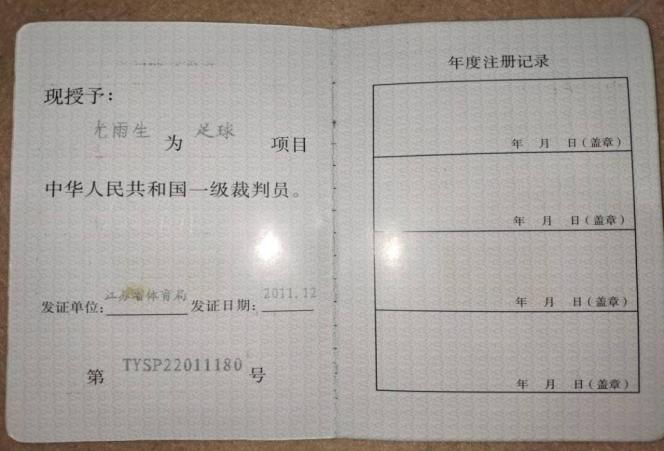 现授予：
尤雨生 为 足球 项目
中华人民共和国一级裁判员。
发证单位：江苏省体育局 发证日期：2011.12
第 TYSP22011180 号
年度注册记录
年 月 日（盖章）
年 月 日（盖章）
年 月 日（盖章）
年 月 日（盖章）